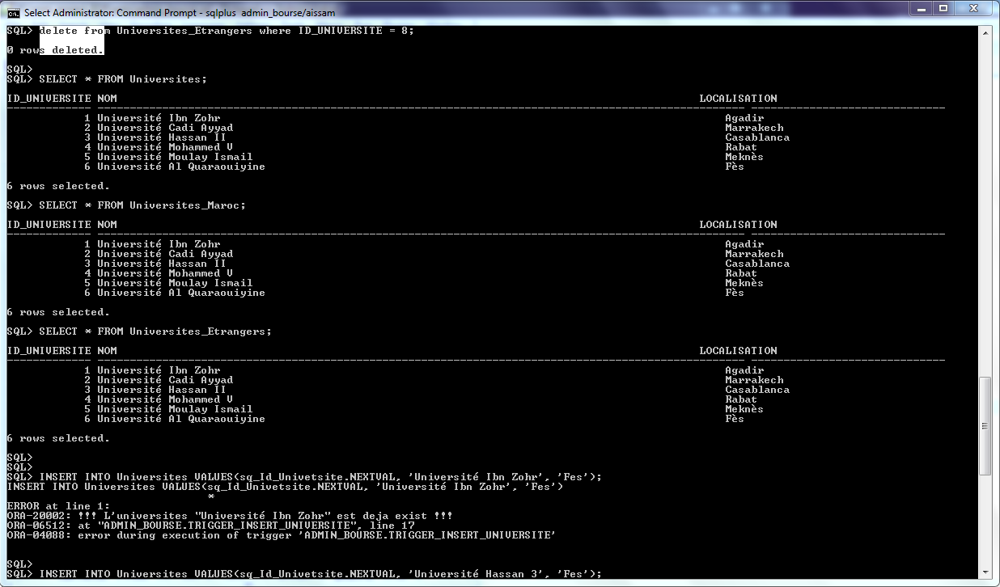 Select Administrator: Command Prompt - sqlplus admin_bourse/aissam
SQL> delete from Universites_Etrangers where ID_UNIVERSITE = 8;
0 rows deleted.
SQL>
SQL> SELECT * FROM Universites;
ID_UNIVERSITE NOM LOCALISATION
1 Université Ibn Zohr Agadir
2 Université Cadi Ayyad Marrakech
3 Université Hassan II Casablanca
4 Université Mohammed V Rabat
5 Université Moulay Ismail Meknès
6 Université Al Quaraouiyine Fès
6 rows selected.
SQL> SELECT * FROM Universites_Maroc;
ID_UNIVERSITE NOM LOCALISATION
1 Université Ibn Zohr Agadir
2 Université Cadi Ayyad Marrakech
3 Université Hassan II Casablanca
4 Université Mohammed V Rabat
5 Université Moulay Ismail Meknès
6 Université Al Quaraouiyine Fès
6 rows selected.
SQL> SELECT * FROM Universites_Etrangers;
ID_UNIVERSITE NOM LOCALISATION
1 Université Ibn Zohr Agadir
2 Université Cadi Ayyad Marrakech
3 Université Hassan II Casablanca
4 Université Mohammed V Rabat
5 Université Moulay Ismail Meknès
6 Université Al Quaraouiyine Fès
6 rows selected.
SQL>
SQL>
SQL> INSERT INTO Universites VALUES(sq_Id_Univetsite.NEXTVAL, 'Université Ibn Zohr', 'Fes');
INSERT INTO Universites VALUES(sq_Id_Univetsite.NEXTVAL, 'Université Ibn Zohr', 'Fes')
*
ERROR at line 1:
ORA-20002: !!! L'universites "Université Ibn Zohr" est deja exist !!!
ORA-06512: at "ADMIN_BOURSE.TRIGGER_INSERT_UNIVERSITE", line 17
ORA-04088: error during execution of trigger 'ADMIN_BOURSE.TRIGGER_INSERT_UNIVERSITE'
SQL>
SQL> INSERT INTO Universites VALUES(sq_Id_Univetsite.NEXTVAL, 'Université Hassan 3', 'Fes');